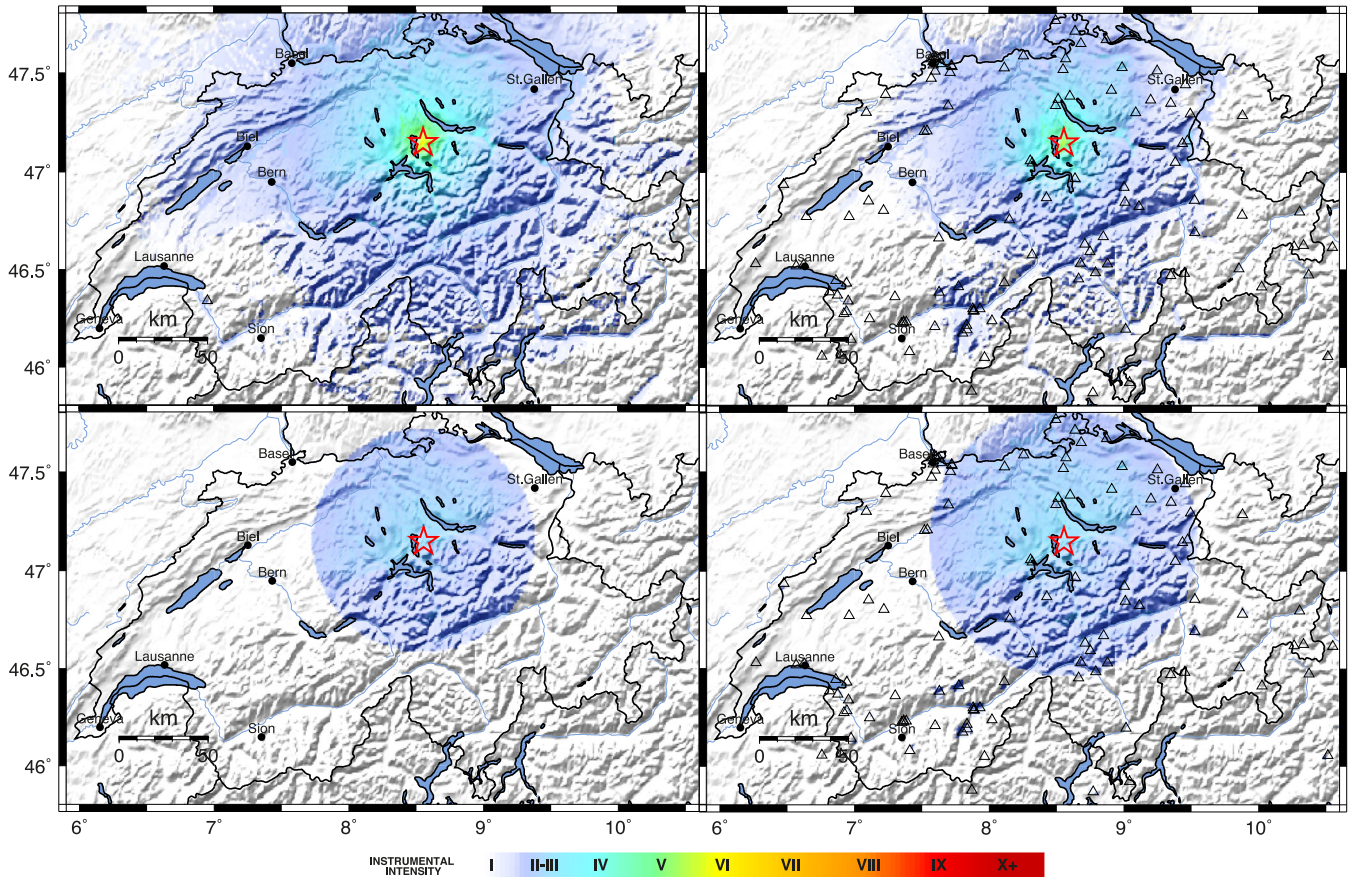 47.5°
47°
46.5°
46°
Basel
St.Gallen
Biel
Bern
Lausanne
Geneva
km
0 50
Sion
Basel
St.Gallen
Biel
Bern
Lausanne
Geneva
km
0 50
Sion
47.5°
47°
46.5°
46°
Basel
St.Gallen
Biel
Bern
Lausanne
Geneva
km
0 50
Sion
Basel
St.Gallen
Biel
Bern
Lausanne
Geneva
km
0 50
Sion
6° 7° 8° 9° 10°
6° 7° 8° 9° 10°
INSTRUMENTAL
INTENSITY
I II-III IV V VI VII VIII IX X+